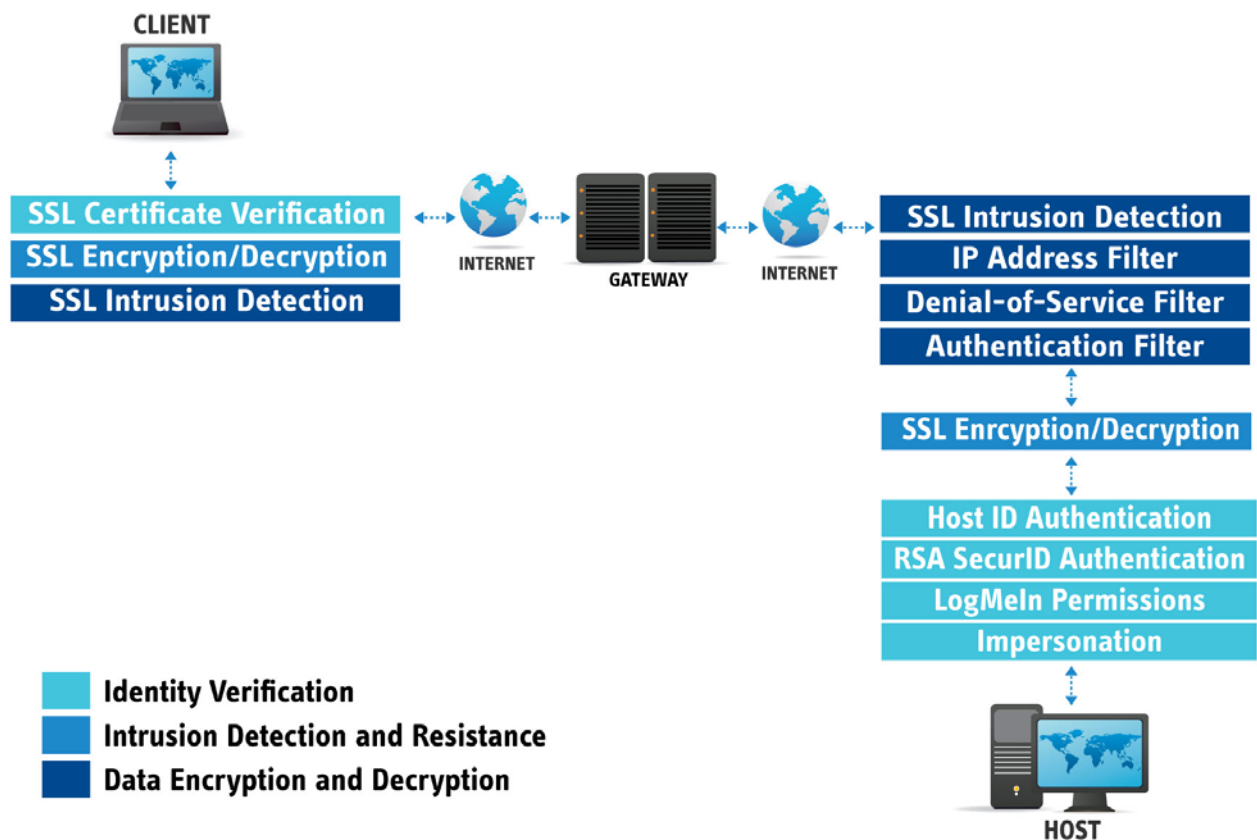 CLIENT
SSL Certificate Verification
SSL Encryption/Decryption
SSL Intrusion Detection
INTERNET
GATEWAY
INTERNET
SSL Intrusion Detection
IP Address Filter
Denial-of-Service Filter
Authentication Filter
SSL Enrcyption/Decryption
Host ID Authentication
RSA SecurID Authentication
LogMeIn Permissions
Impersonation
HOST
Identity Verification
Intrusion Detection and Resistance
Data Encryption and Decryption